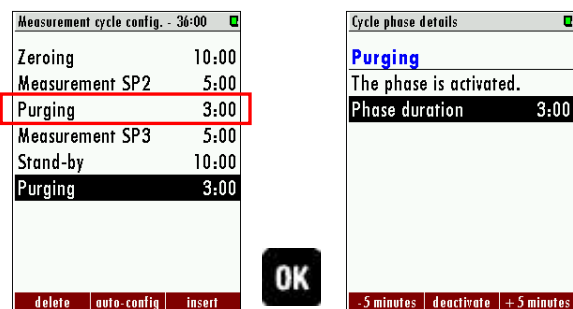 Measurement cycle config. - 36:00
Zeroing 10:00
Measurement SP2 5:00
Purging 3:00
Measurement SP3 5:00
Stand-by 10:00
Purging 3:00
delete auto-config insert
OK
Cycle phase details
Purging
The phase is activated.
Phase duration 3:00
-5 minutes deactivate +5 minutes